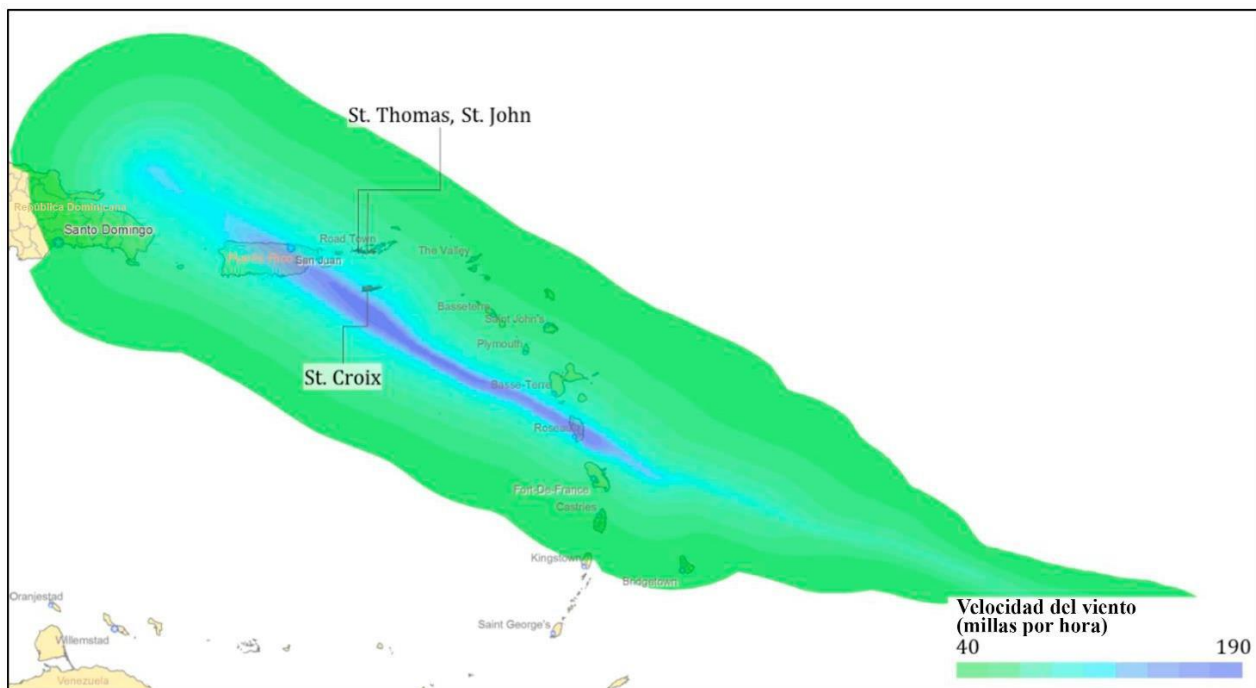 St. Thomas, St. John
República Dominicana
Santo Domingo
Road Town
The Valley
Puerto Rico
San Juan
Basseterre
Saint John's
Plymouth
St. Croix
Basse-Terre
Roseau
Fort-De-France
Castries
Kingstown
Bridgetown
Oranjestad
Willemstad
Saint George's
Venezuela
Velocidad del viento
(millas por hora)
40 190